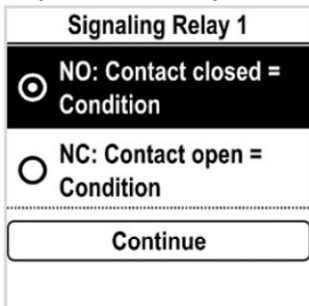 Signaling Relay 1
NO: Contact closed =
Condition
NC: Contact open =
Condition
Continue